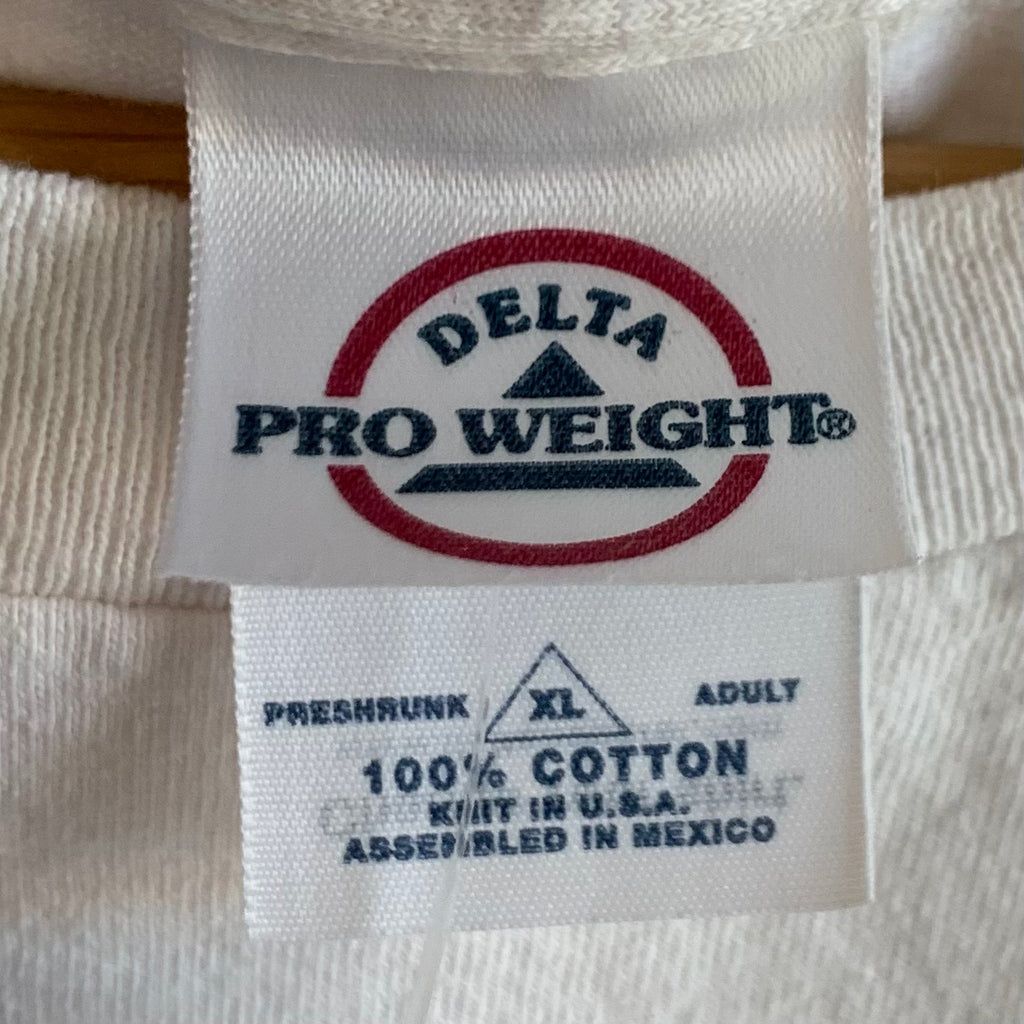 DELTA
PRO WEIGHT®
PRESHRUNK XL ADULT
100% COTTON
KNIT IN U.S.A.
ASSEMBLED IN MEXICO